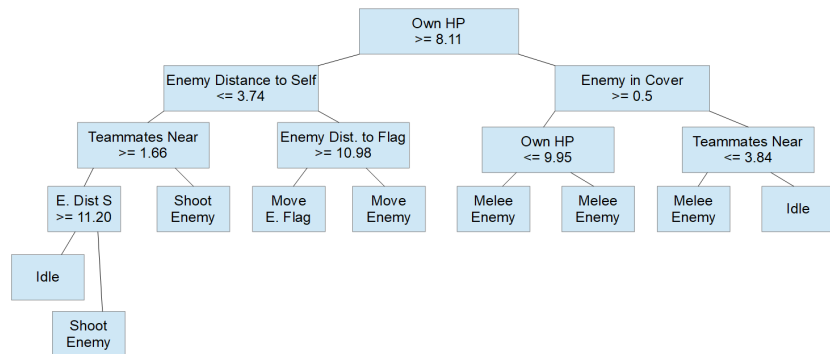 Own HP
>= 8.11
Enemy Distance to Self
<= 3.74
Enemy in Cover
>= 0.5
Teammates Near
>= 1.66
Enemy Dist. to Flag
>= 10.98
Own HP
<= 9.95
Teammates Near
<= 3.84
E. Dist S
>= 11.20
Shoot
Enemy
Move
E. Flag
Move
Enemy
Melee
Enemy
Melee
Enemy
Melee
Enemy
Idle
Idle
Shoot
Enemy